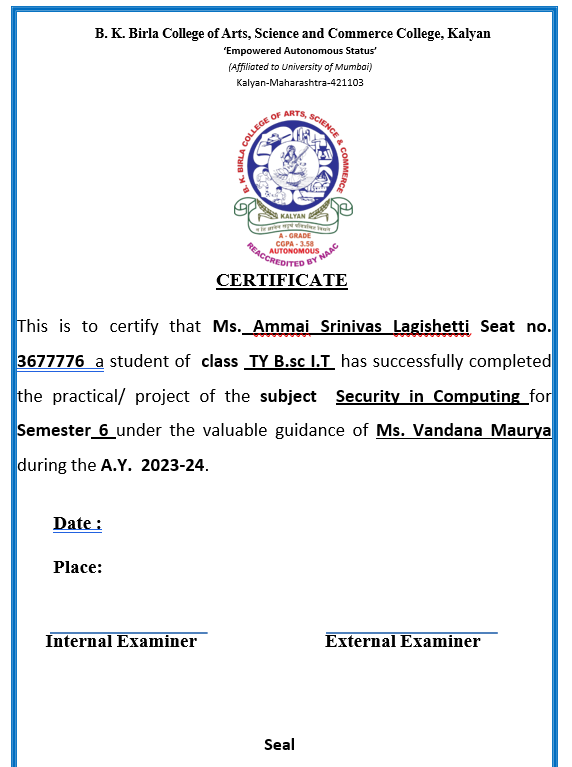 B. K. Birla College of Arts, Science and Commerce College, Kalyan
‘Empowered Autonomous Status’
(Affiliated to University of Mumbai)
Kalyan-Maharashtra-421103
B. K. BIRLA COLLEGE OF ARTS, SCIENCE & COMMERCE
KALYAN
A - GRADE
CGPA - 3.58
AUTONOMOUS
REACCREDITED BY NAAC
CERTIFICATE
This is to certify that Ms. Ammai Srinivas Lagishetti Seat no.
3677776 a student of class TY B.sc I.T has successfully completed
the practical/ project of the subject Security in Computing for
Semester 6 under the valuable guidance of Ms. Vandana Maurya
during the A.Y. 2023-24.
Date :
Place:
Internal Examiner External Examiner
Seal